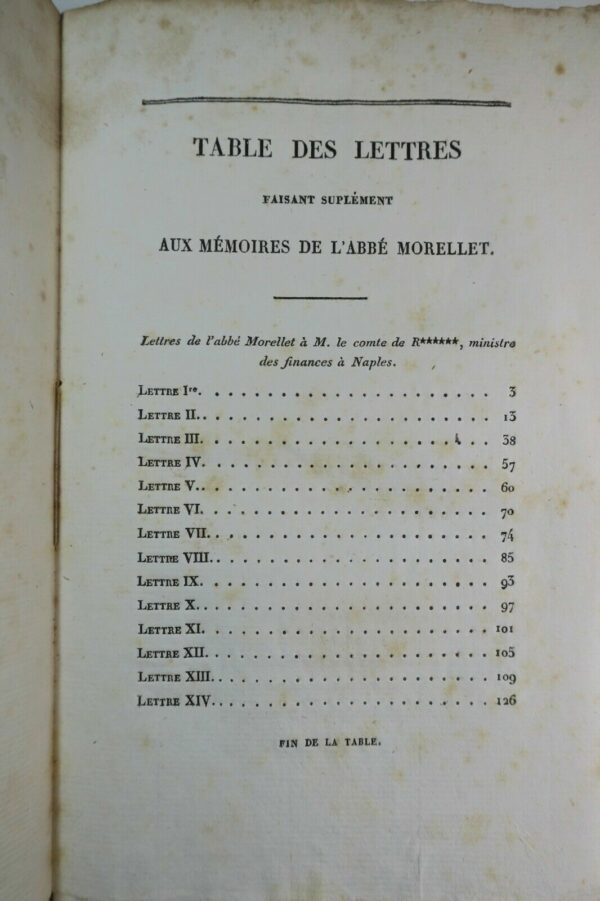 TABLE DES LETTRES
FAISANT SUPLÉMENT
AUX MÉMOIRES DE L'ABBÉ MORELLET.
Lettres de l'abbé Morellet à M. le comte de R******, ministre
des finances à Naples.
LETTRE Ire. . . . . . . . . . . . . . . . . . . . . . 3
LETTRE II. . . . . . . . . . . . . . . . . . . . . . 13
LETTRE III. . . . . . . . . . . . . . . . . . . . . 38
LETTRE IV. . . . . . . . . . . . . . . . . . . . . . 57
LETTRE V. . . . . . . . . . . . . . . . . . . . . . 60
LETTRE VI. . . . . . . . . . . . . . . . . . . . . . 70
LETTRE VII. . . . . . . . . . . . . . . . . . . . . 74
LETTRE VIII. . . . . . . . . . . . . . . . . . . . . 85
LETTRE IX. . . . . . . . . . . . . . . . . . . . . . 93
LETTRE X. . . . . . . . . . . . . . . . . . . . . . 97
LETTRE XI. . . . . . . . . . . . . . . . . . . . . . 101
LETTRE XII. . . . . . . . . . . . . . . . . . . . . 105
LETTRE XIII. . . . . . . . . . . . . . . . . . . . . 109
LETTRE XIV. . . . . . . . . . . . . . . . . . . . . 126
FIN DE LA TABLE.